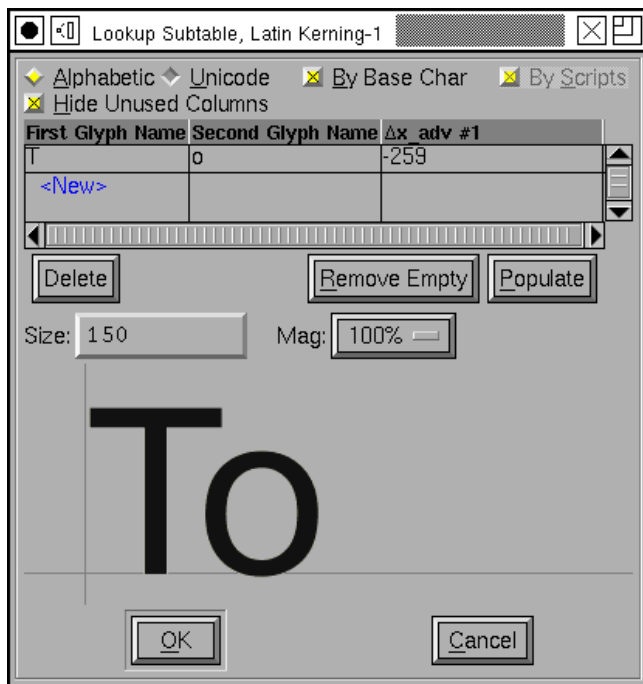 Lookup Subtable, Latin Kerning-1
Alphabetic Unicode By Base Char By Scripts
Hide Unused Columns
First Glyph Name Second Glyph Name Δx_adv #1
T o -259
<New>
Delete Remove Empty Populate
Size: 150 Mag: 100%
To
OK Cancel